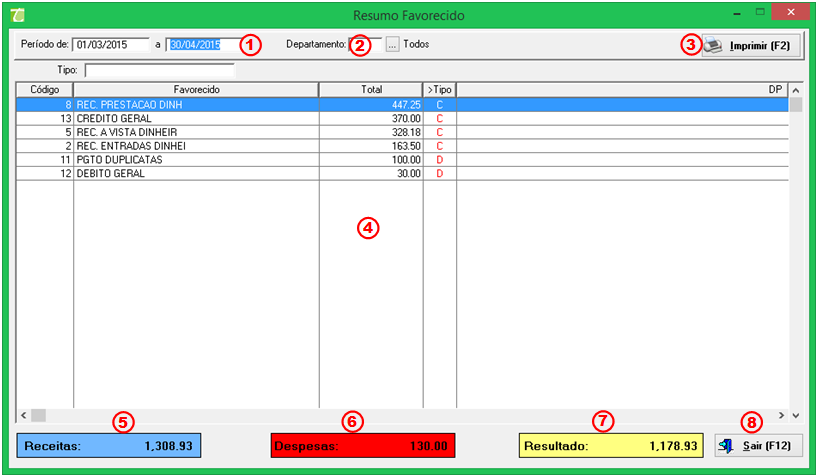 Resumo Favorecido
Período de: 01/03/2015 a 30/04/2015 1 Departamento: 2 ... Todos 3 Imprimir (F2)
Tipo:
Código Favorecido Total >Tipo DP
8 REC. PRESTACAO DINH 447.25 C
13 CREDITO GERAL 370.00 C
5 REC. A VISTA DINHEIR 328.18 C
2 REC. ENTRADAS DINHEI 163.50 C
11 PGTO DUPLICATAS 100.00 D
12 DEBITO GERAL 30.00 D
4
5 6 7 8
Receitas: 1,308.93 Despesas: 130.00 Resultado: 1,178.93 Sair (F12)